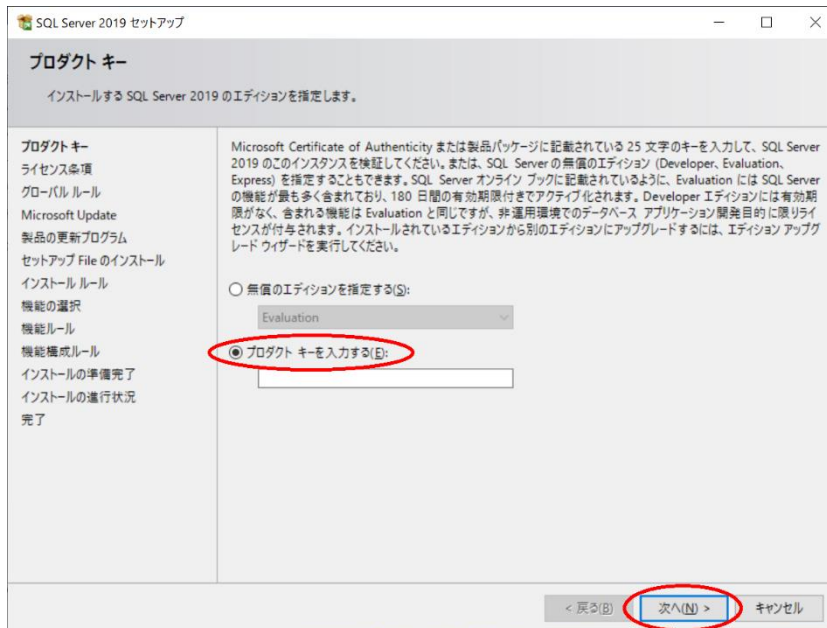 SQL Server 2019 セットアップ
プロダクト キー
インストールする SQL Server 2019 のエディションを指定します。
プロダクト キー
ライセンス条項
グローバル ルール
Microsoft Update
製品の更新プログラム
セットアップ File のインストール
インストール ルール
機能の選択
機能ルール
機能構成ルール
インストールの準備完了
インストールの進行状況
完了
Microsoft Certificate of Authenticity または製品パッケージに記載されている 25 文字のキーを入力して、SQL Server
2019 のこのインスタンスを検証してください。または、SQL Server の無償のエディション (Developer、Evaluation、
Express) を指定することもできます。SQL Server オンライン ブックに記載されているように、Evaluation には SQL Server
の機能が最も多く含まれており、180 日間の有効期限付きでアクティブ化されます。Developer エディションには有効期
限がなく、含まれる機能は Evaluation と同じですが、非運用環境でのデータベース アプリケーション開発目的に限りライ
センスが付与されます。インストールされているエディションから別のエディションにアップグレードするには、エディション アップグ
レード ウィザードを実行してください。
無償のエディションを指定する(S):
Evaluation
プロダクト キーを入力する(E):
< 戻る(B)
次へ(N) >
キャンセル